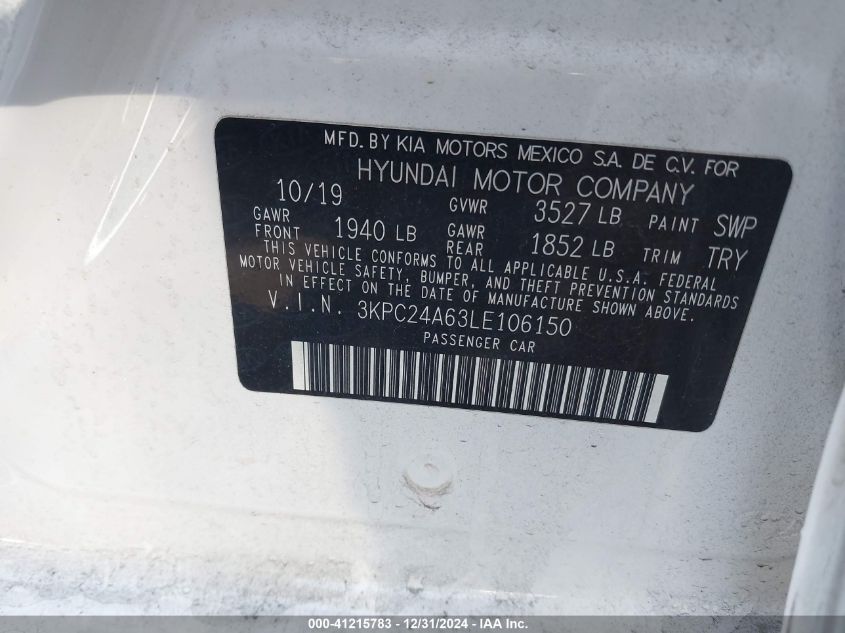 MFD. BY KIA MOTORS MEXICO S.A. DE C.V. FOR
HYUNDAI MOTOR COMPANY
10/19 GVWR 3527 LB PAINT SWP
GAWR FRONT 1940 LB GAWR REAR 1852 LB TRIM TRY
THIS VEHICLE CONFORMS TO ALL APPLICABLE U.S.A. FEDERAL
MOTOR VEHICLE SAFETY, BUMPER, AND THEFT PREVENTION STANDARDS
IN EFFECT ON THE DATE OF MANUFACTURE SHOWN ABOVE.
V.I.N. 3KPC24A63LE106150
PASSENGER CAR
000-41215783 - 12/31/2024 - IAA Inc.